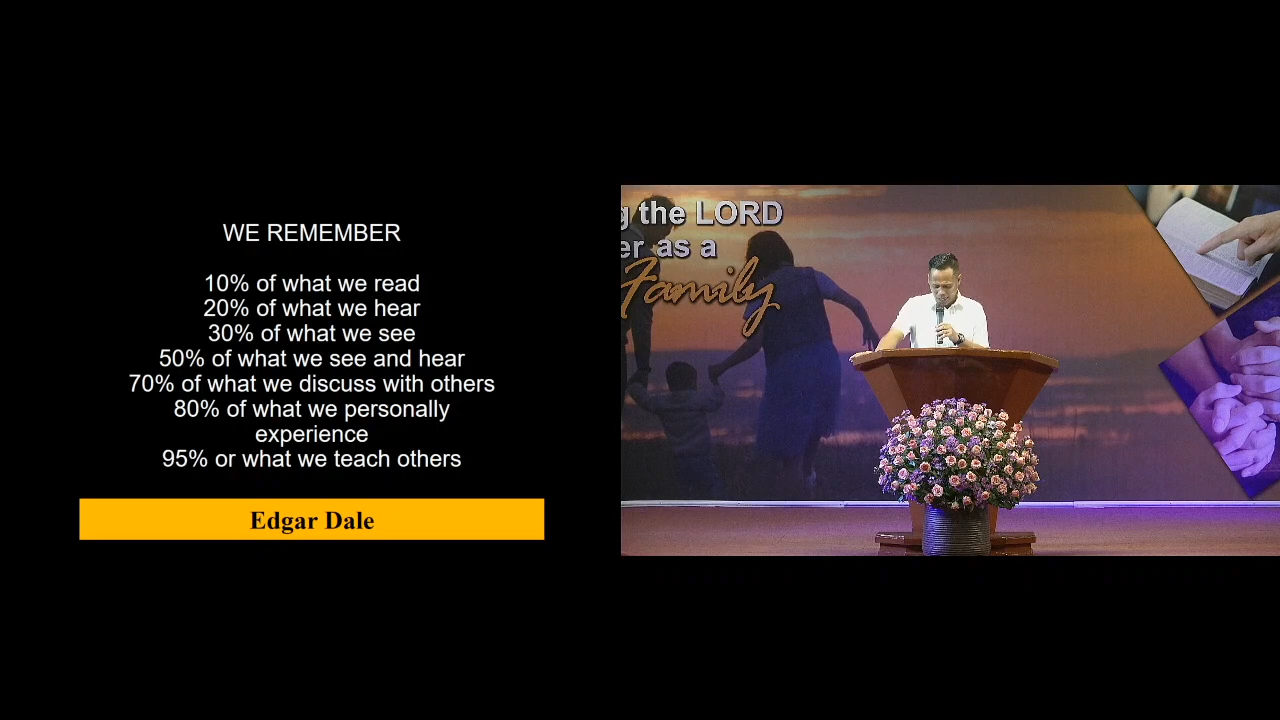 WE REMEMBER
10% of what we read
20% of what we hear
30% of what we see
50% of what we see and hear
70% of what we discuss with others
80% of what we personally
experience
95% or what we teach others
Edgar Dale
the LORD
as a
Family